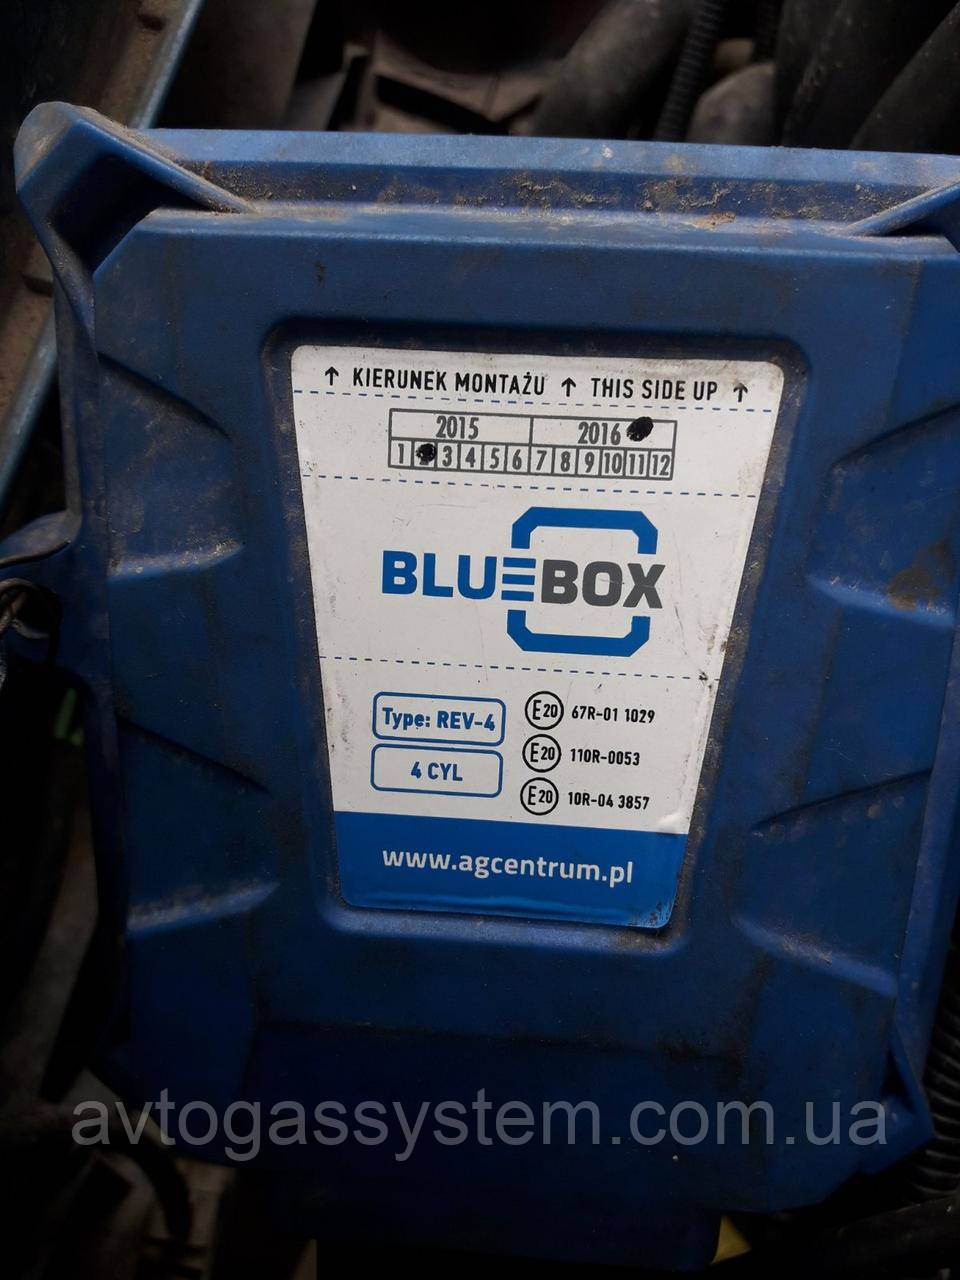 ↑ KIERUNEK MONTAŻU ↑ THIS SIDE UP ↑
2015 2016
1 2 3 4 5 6 7 8 9 10 11 12
BLUEBOX
Type: REV-4
4 CYL
E20 67R-01 1029
E20 110R-0053
E20 10R-04 3857
www.agcentrum.pl
avtogassystem.com.ua